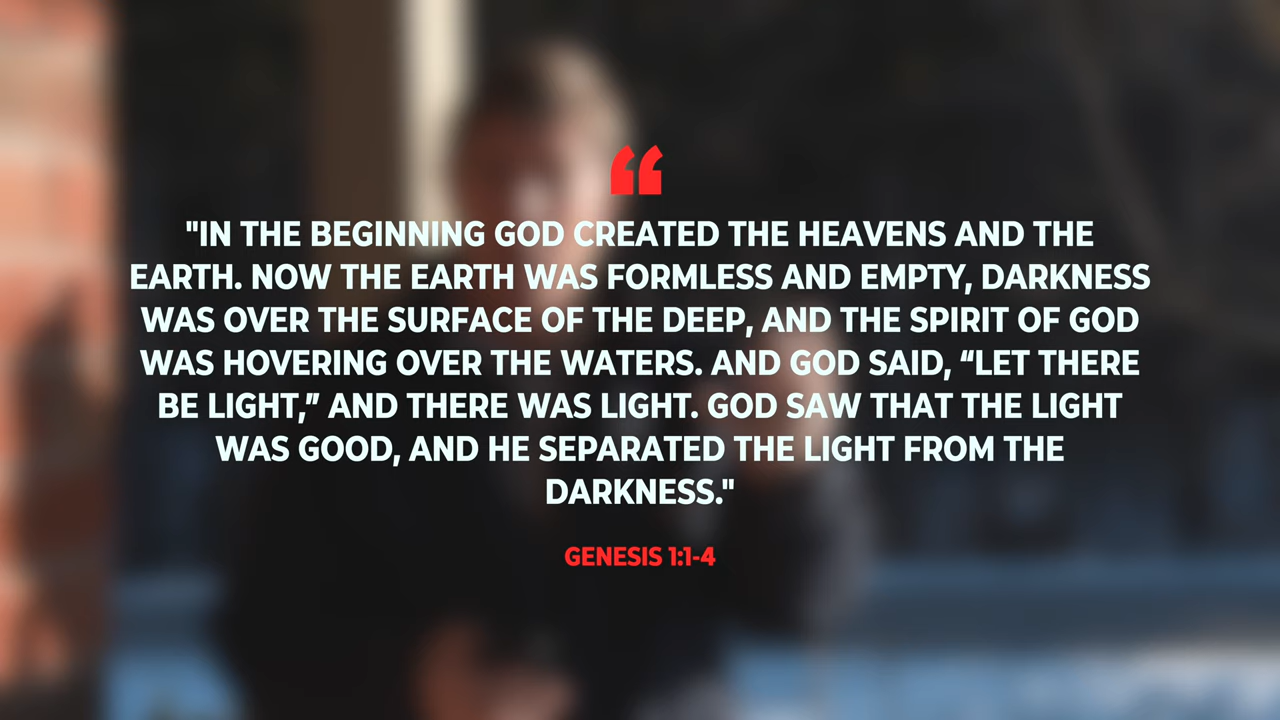 “
"IN THE BEGINNING GOD CREATED THE HEAVENS AND THE
EARTH. NOW THE EARTH WAS FORMLESS AND EMPTY, DARKNESS
WAS OVER THE SURFACE OF THE DEEP, AND THE SPIRIT OF GOD
WAS HOVERING OVER THE WATERS. AND GOD SAID, “LET THERE
BE LIGHT,” AND THERE WAS LIGHT. GOD SAW THAT THE LIGHT
WAS GOOD, AND HE SEPARATED THE LIGHT FROM THE
DARKNESS."
GENESIS 1:1-4